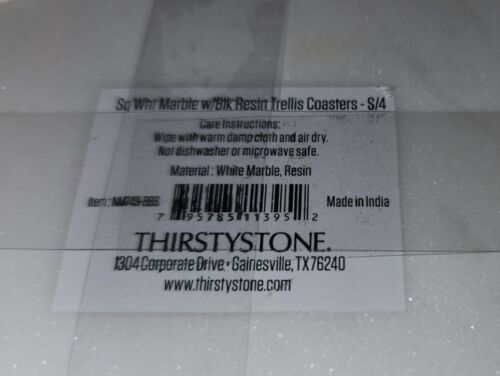 Sq Wht Marble w/Blk Resin Trellis Coasters - S/4
Care Instructions:
Wipe with warm damp cloth and air dry.
Not dishwasher or microwave safe.
Material : White Marble, Resin
Item :
Made in India
7 95785 11395 2
THIRSTYSTONE.
1304 Corporate Drive • Gainesville, TX 76240
www.thirstystone.com